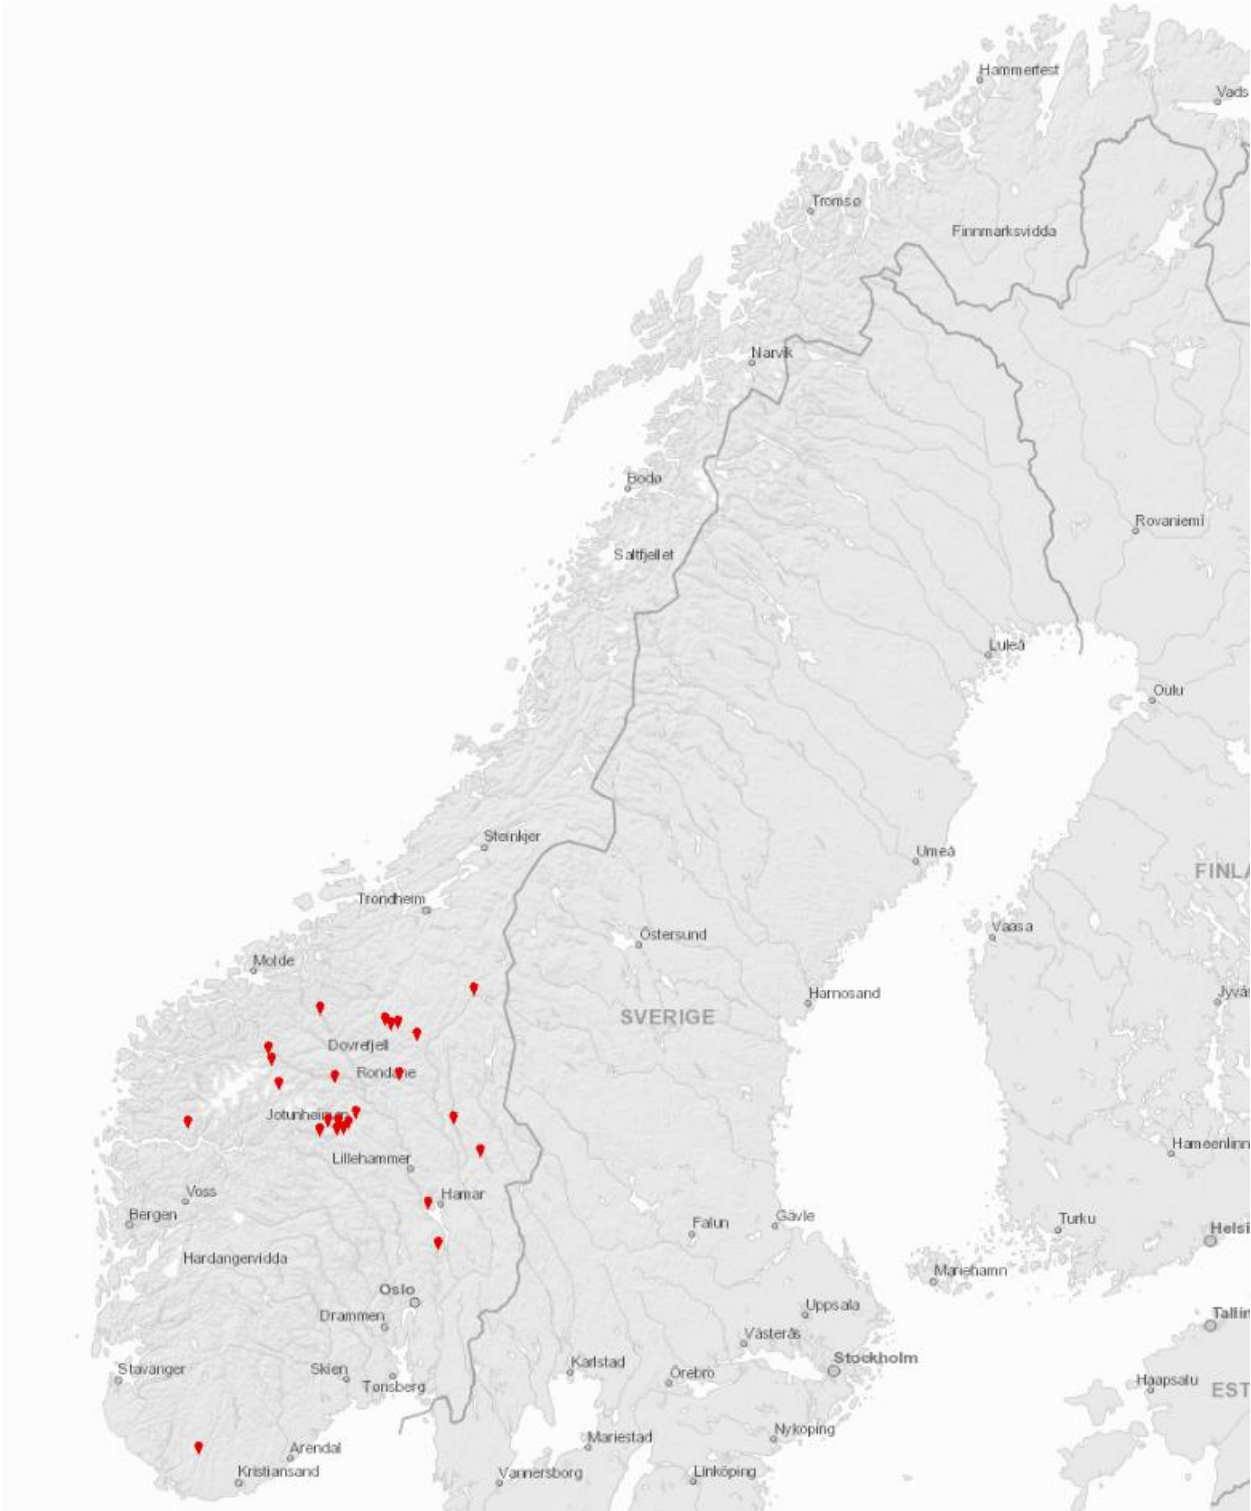 Hammerfest
Vads
Tromsø
Finnmarksvidda
Narvik
Bodø
Rovaniemi
Saltfjellet
Luleå
Oulu
Steinkjer
Umeå
FINLA
Trondheim
Vaasa
Östersund
Molde
Harnosand
Jyväs
SVERIGE
Dovrefjell
Rondane
Jotunheimen
Hameenlinn
Lillehammer
Voss
Hamar
Bergen
Falun
Gävle
Turku
Helsi
Hardangervidda
Mariehamn
Oslo
Uppsala
Tallin
Drammen
Västerås
Stavanger
Skien
Karlstad
Örebro
Stockholm
Tønsberg
Haapsalu
EST
Nykoping
Mariestad
Arendal
Kristiansand
Vannersborg
Linköping